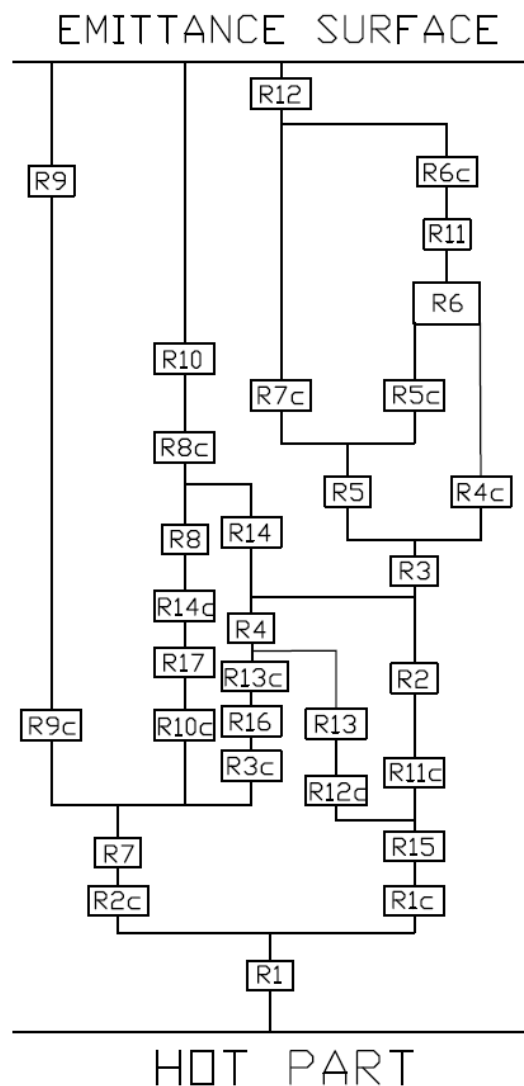 EMITTANCE SURFACE
R12
R6c
R9
R11
R6
R10
R7c
R5c
R8c
R5
R4c
R8
R14
R3
R14c
R4
R17
R13c
R2
R9c
R10c
R16
R13
R3c
R12c
R11c
R7
R15
R2c
R1c
R1
HOT PART